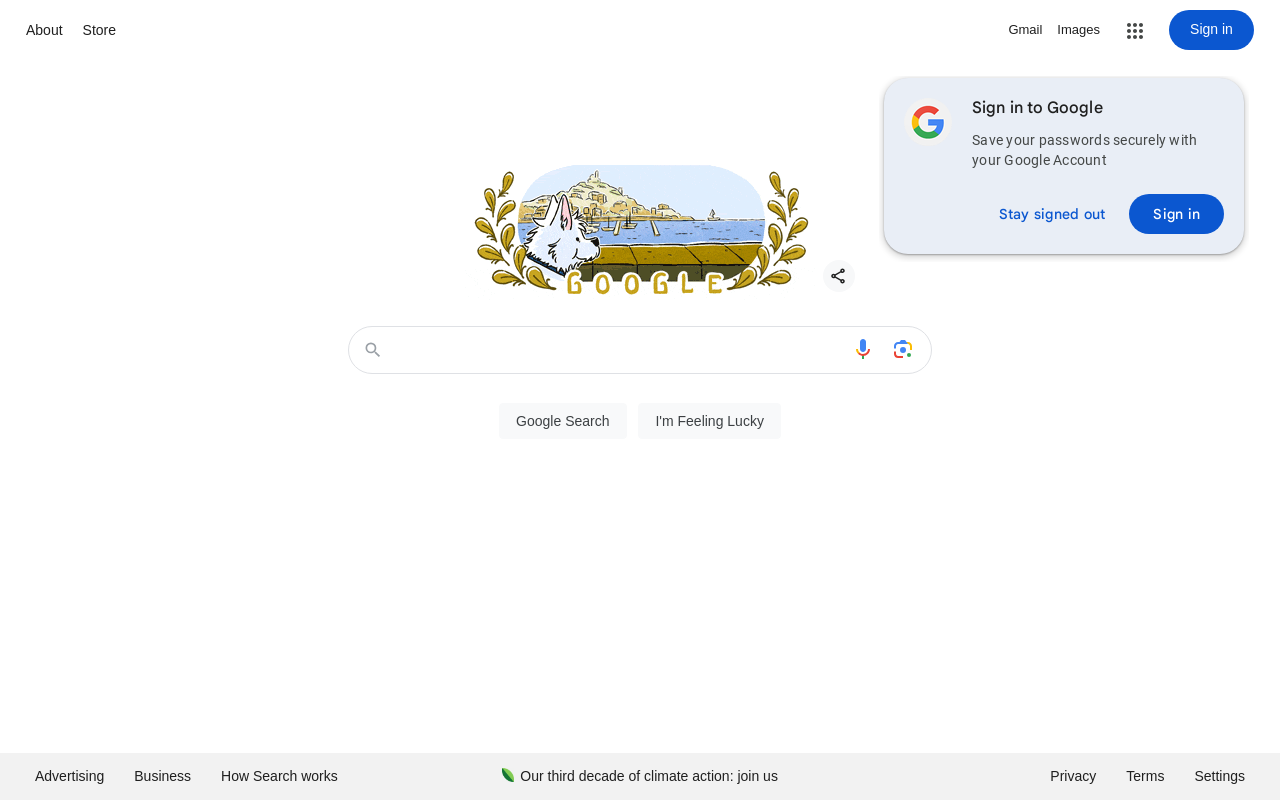 About Store
Gmail Images
Sign in
Sign in to Google
Save your passwords securely with
your Google Account
Stay signed out
Sign in
GOOGLE
Google Search
I'm Feeling Lucky
Advertising Business How Search works
Our third decade of climate action: join us
Privacy Terms Settings